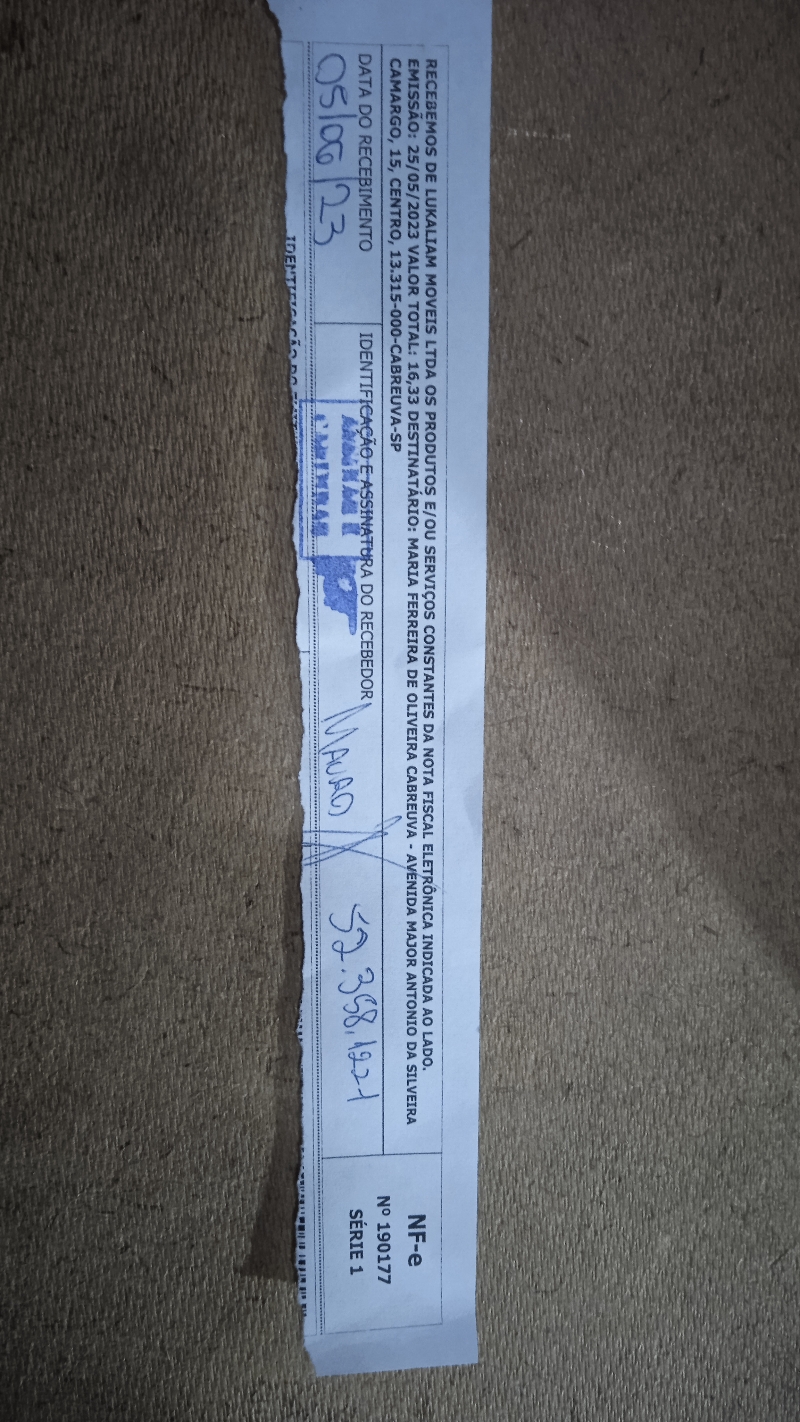 RECEBEMOS DE LUKALIAM MOVEIS LTDA OS PRODUTOS E/OU SERVIÇOS CONSTANTES DA NOTA FISCAL ELETRÔNICA INDICADA AO LADO.
EMISSÃO: 25/05/2023 VALOR TOTAL: 16,33 DESTINATÁRIO: MARIA FERREIRA DE OLIVEIRA CABREUVA - AVENIDA MAJOR ANTONIO DA SILVEIRA
CAMARGO, 15, CENTRO, 13.315-000-CABREUVA-SP
DATA DO RECEBIMENTO
05/06/23
IDENTIFICAÇÃO E ASSINATURA DO RECEBEDOR
MAURO
NF-e
Nº 190177
SÉRIE 1
IDENTIFICAÇÃO DO